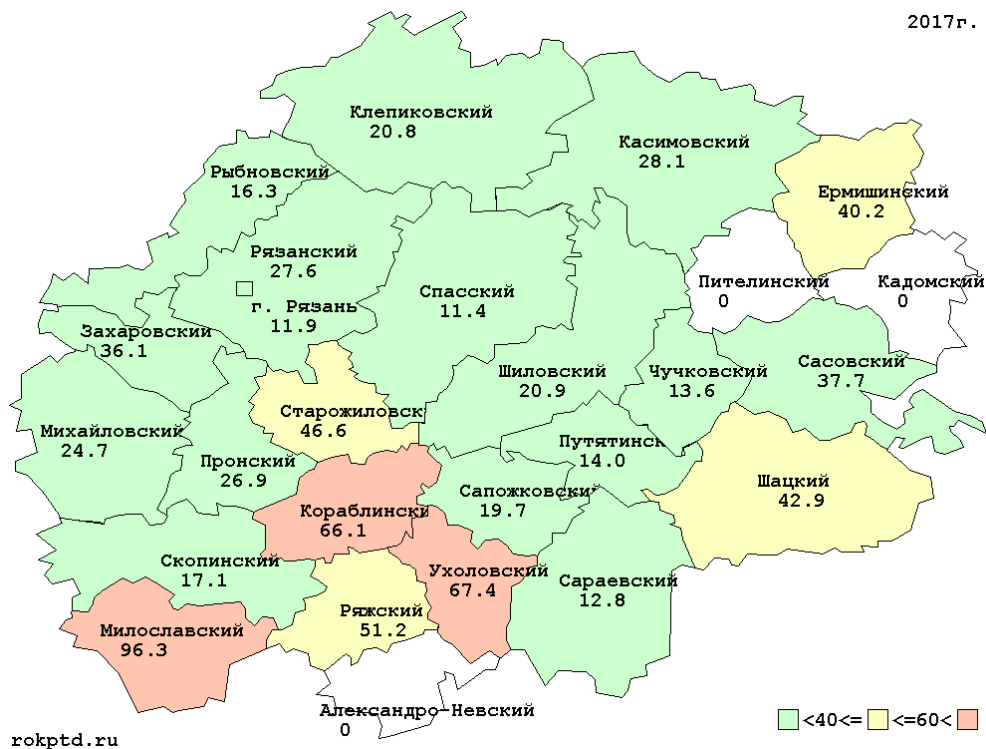 2017г.
Клепиковский
20.8
Касимовский
28.1
Рыбновский
16.3
Ермишинский
40.2
Рязанский
27.6
Пителинский
0
Кадомский
0
Спасский
11.4
г. Рязань
11.9
Захаровский
36.1
Шиловский
20.9
Чучковский
13.6
Сасовский
37.7
Старожиловск
46.6
Михайловский
24.7
Путятинск
14.0
Пронский
26.9
Сапожковский
19.7
Шацкий
42.9
Кораблински
66.1
Скопинский
17.1
Ухоловский
67.4
Сараевский
12.8
Милославский
96.3
Ряжский
51.2
Александро-Невский
0
<40<= <=60<
rokptd.ru